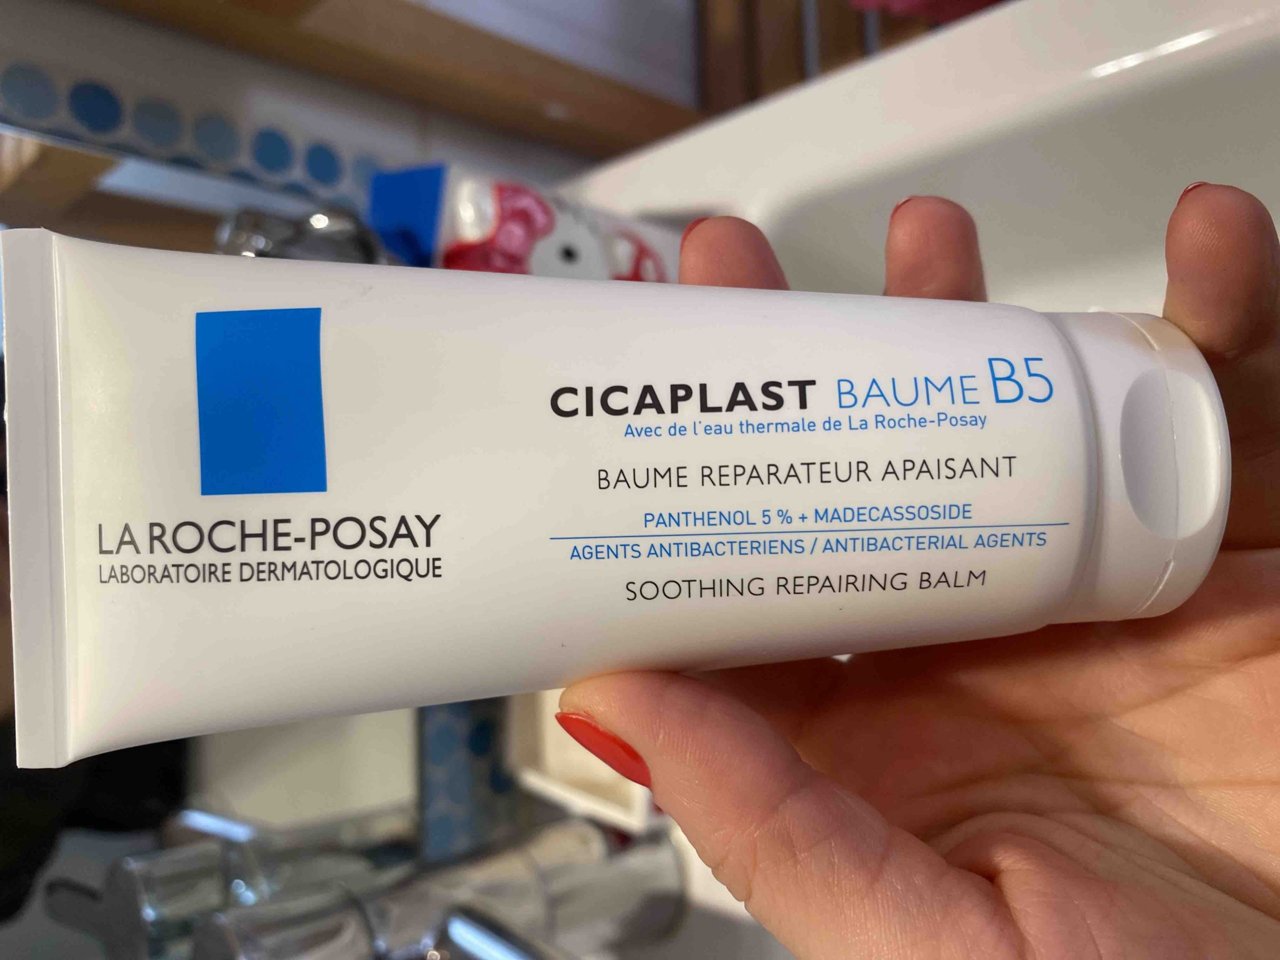 LA ROCHE-POSAY
LABORATOIRE DERMATOLOGIQUE
CICAPLAST BAUME B5
Avec de l'eau thermale de La Roche-Posay
BAUME REPARATEUR APAISANT
PANTHENOL 5 % + MADECASSOSIDE
AGENTS ANTIBACTERIENS / ANTIBACTERIAL AGENTS
SOOTHING REPAIRING BALM